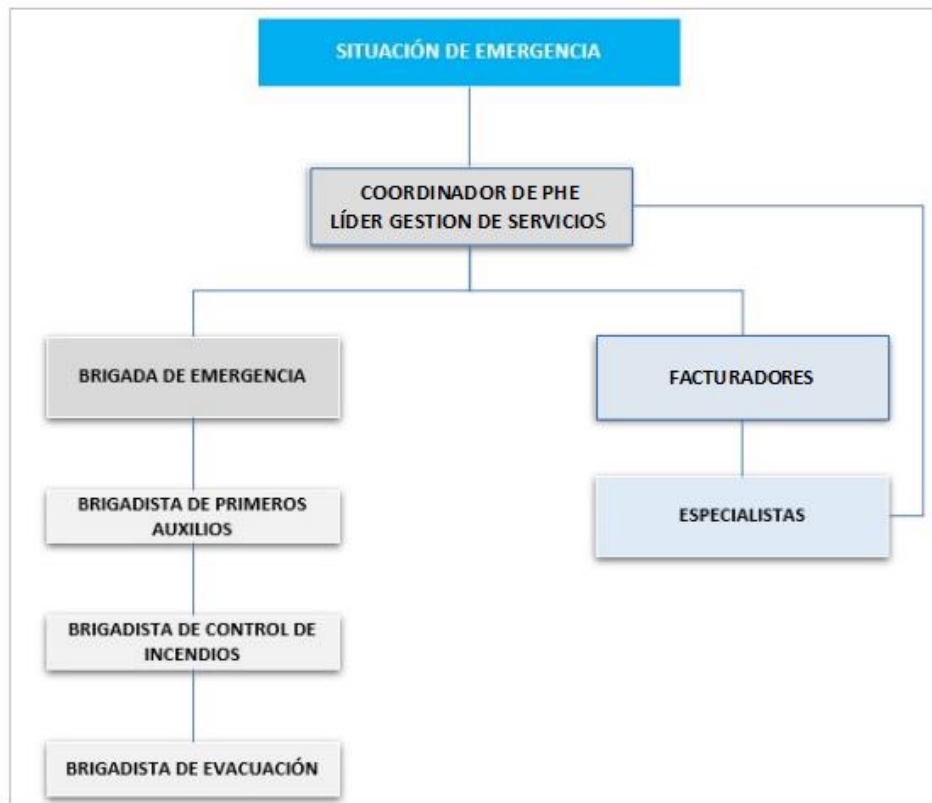 SITUACIÓN DE EMERGENCIA
COORDINADOR DE PHE
LÍDER GESTION DE SERVICIOS
BRIGADA DE EMERGENCIA
FACTURADORES
BRIGADISTA DE PRIMEROS
AUXILIOS
ESPECIALISTAS
BRIGADISTA DE CONTROL DE
INCENDIOS
BRIGADISTA DE EVACUACIÓN